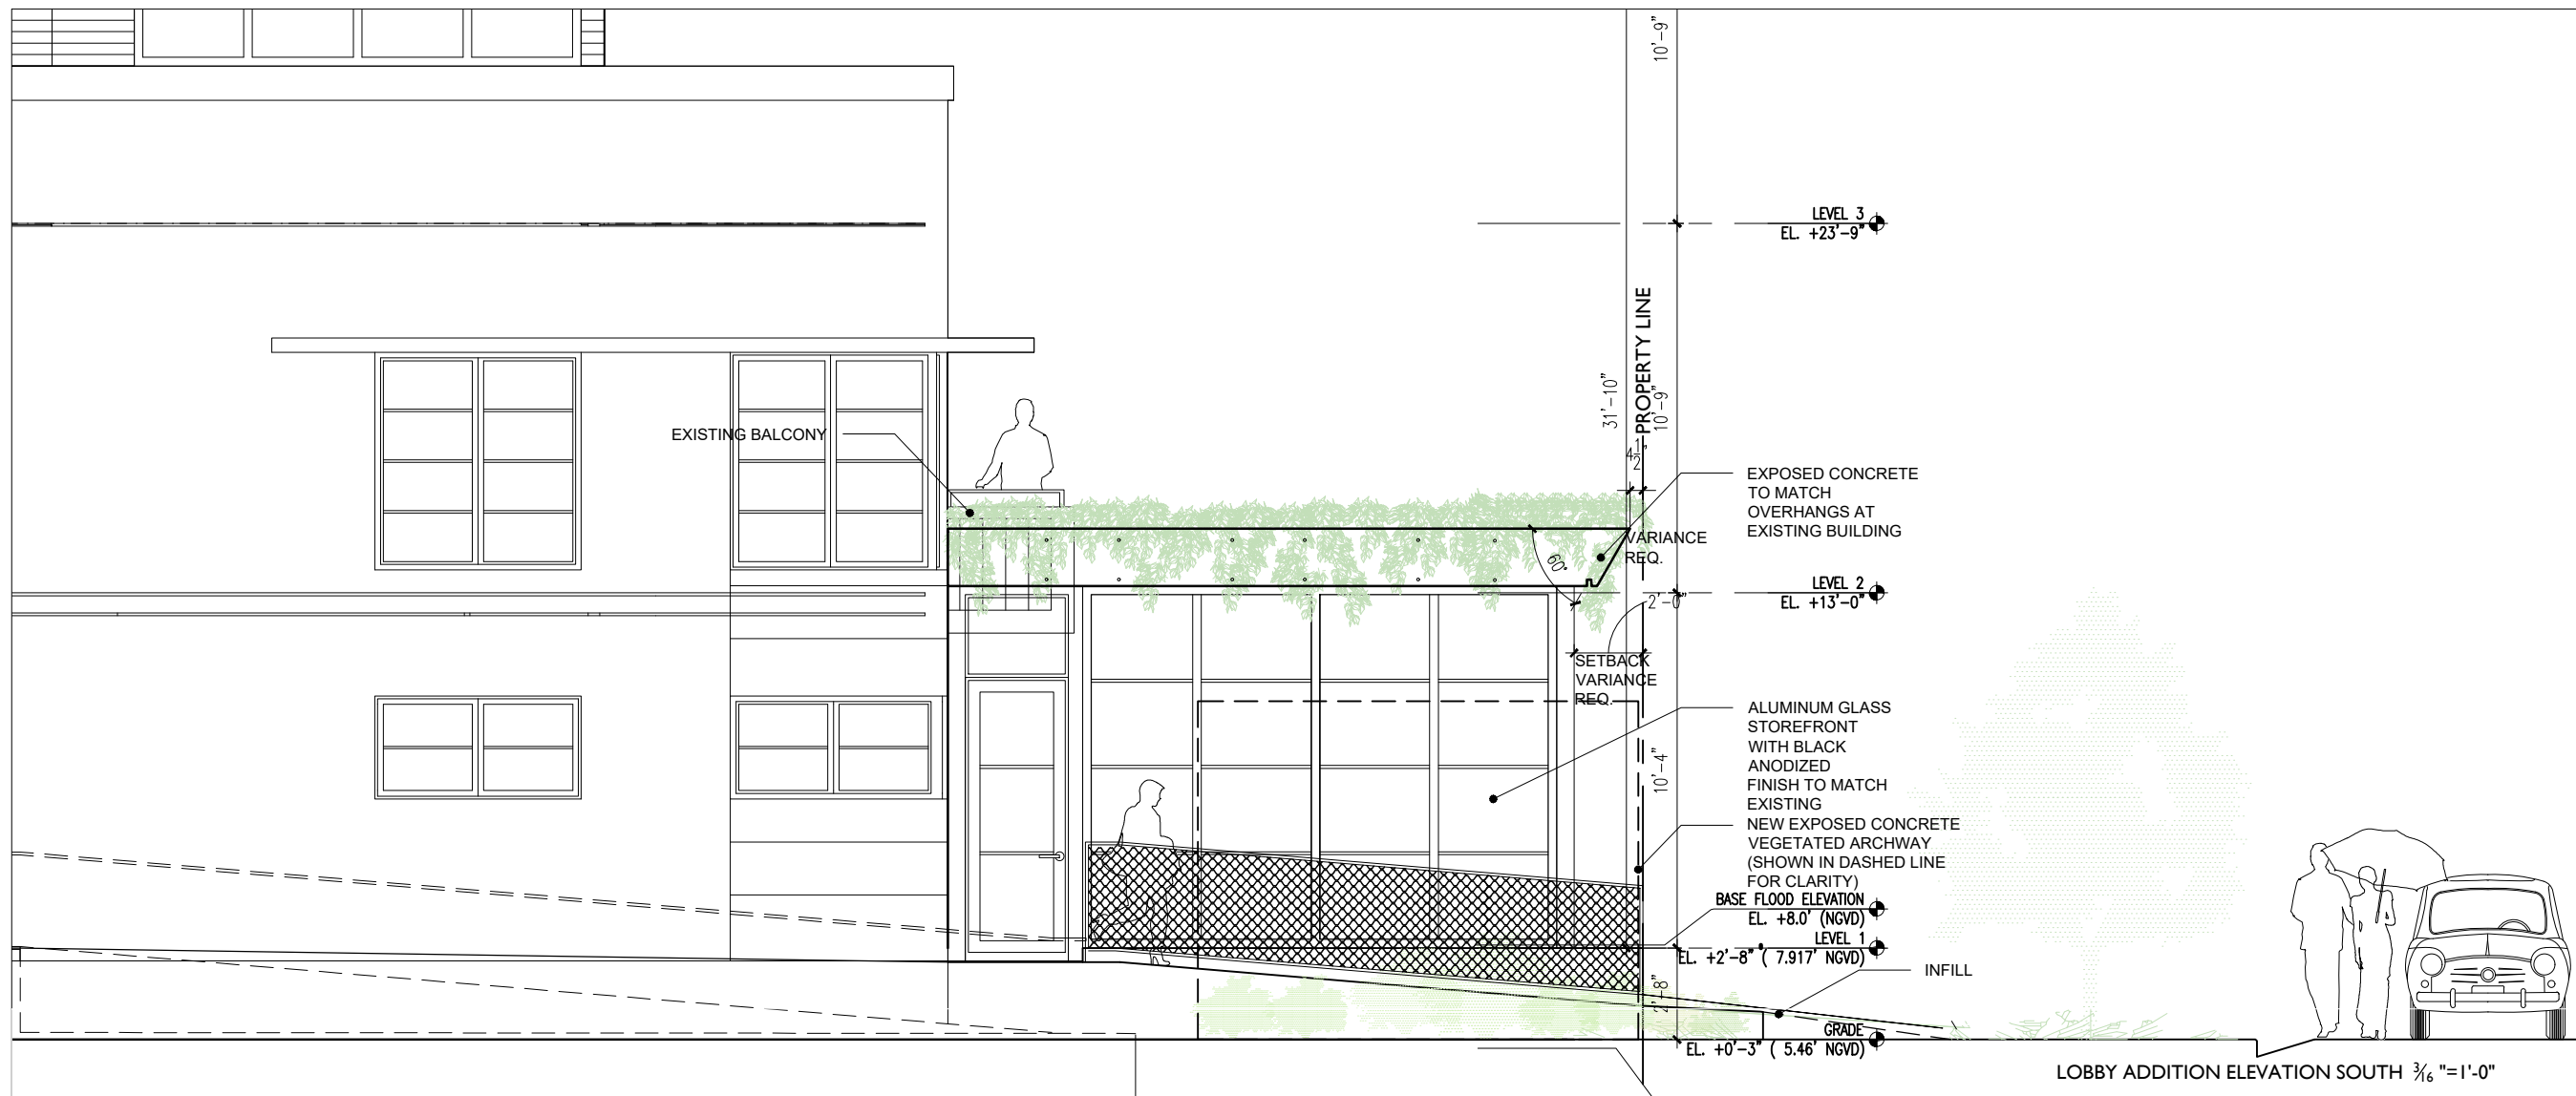 10'-9"
LEVEL 3
EL. +23'-9"
PROPERTY LINE
31'-10"
10'-9"
4 1/2"
EXISTING BALCONY
EXPOSED CONCRETE
TO MATCH
OVERHANGS AT
EXISTING BUILDING
VARIANCE
REQ.
60°
LEVEL 2
EL. +13'-0"
2'-0"
SETBACK
VARIANCE
REQ.
ALUMINUM GLASS
STOREFRONT
WITH BLACK
ANODIZED
FINISH TO MATCH
EXISTING
10'-4"
NEW EXPOSED CONCRETE
VEGETATED ARCHWAY
(SHOWN IN DASHED LINE
FOR CLARITY)
BASE FLOOD ELEVATION
EL. +8.0' (NGVD)
LEVEL 1
EL. +2'-8" ( 7.917' NGVD)
INFILL
2'-8"
GRADE
EL. +0'-3" ( 5.46' NGVD)
LOBBY ADDITION ELEVATION SOUTH 3/16 "=1'-0"